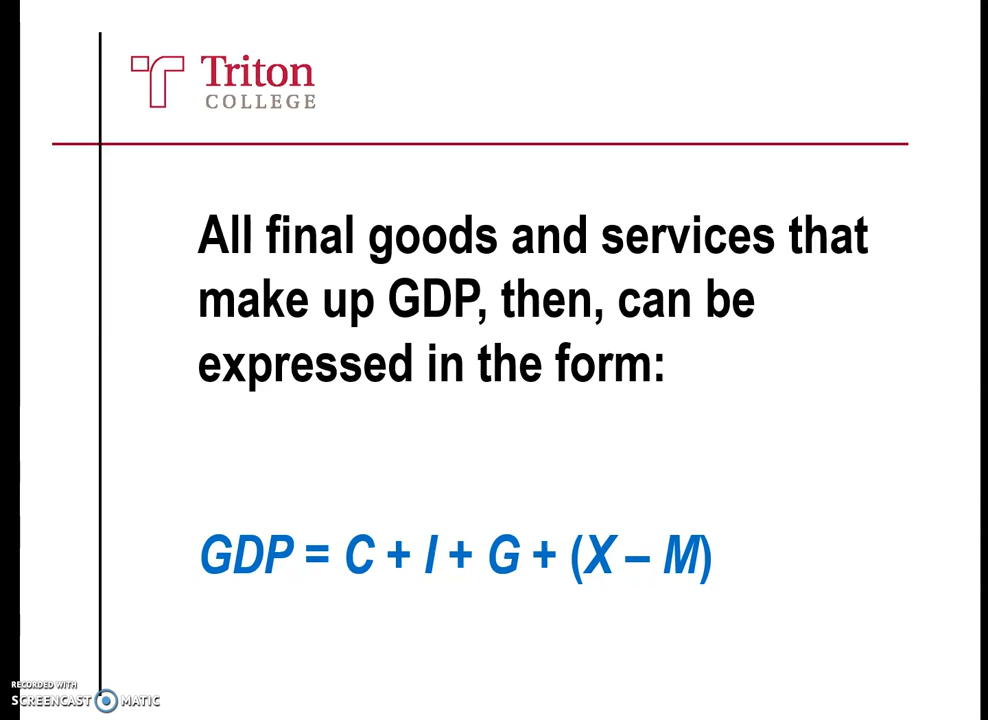 Triton
COLLEGE
All final goods and services that
make up GDP, then, can be
expressed in the form:
GDP = C + I + G + (X – M)
RECORDED WITH
SCREENCAST MATIC